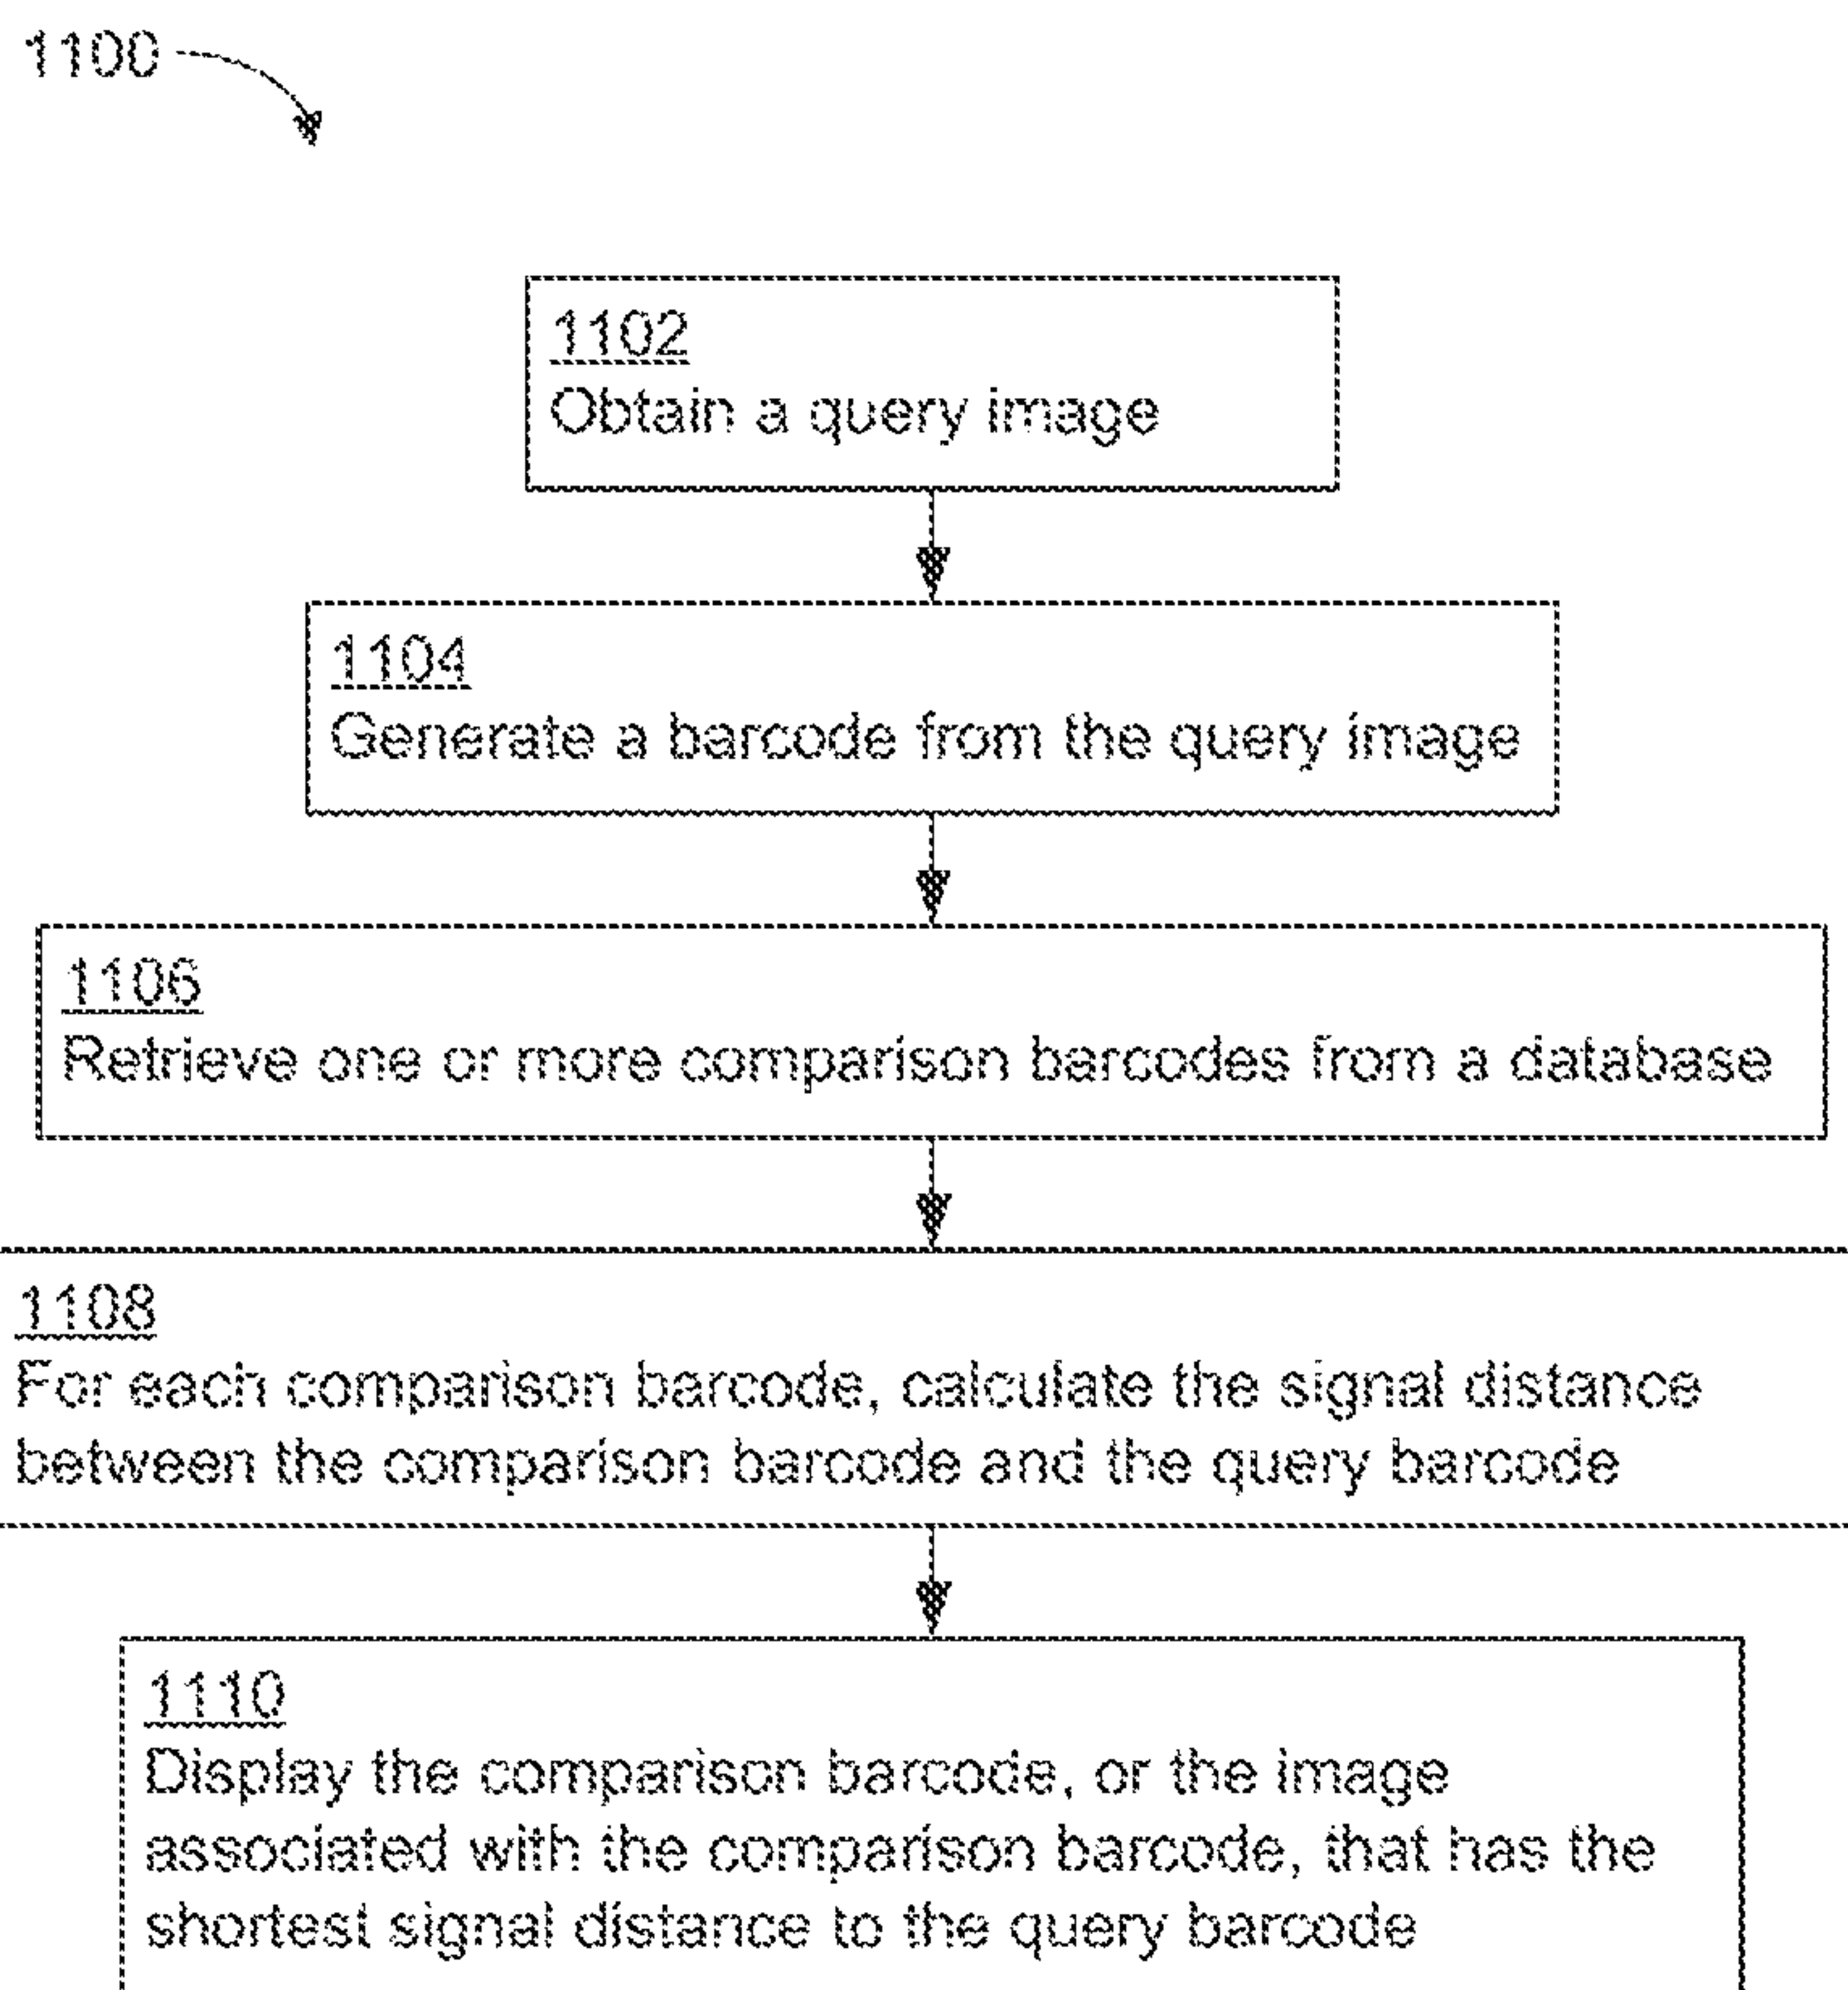 1100
1102
Obtain a query image
1104
Generate a barcode from the query image
1106
Retrieve one or more comparison barcodes from a database
1108
For each comparison barcode, calculate the signal distance
between the comparison barcode and the query barcode
1110
Display the comparison barcode, or the image
associated with the comparison barcode, that has the
shortest signal distance to the query barcode